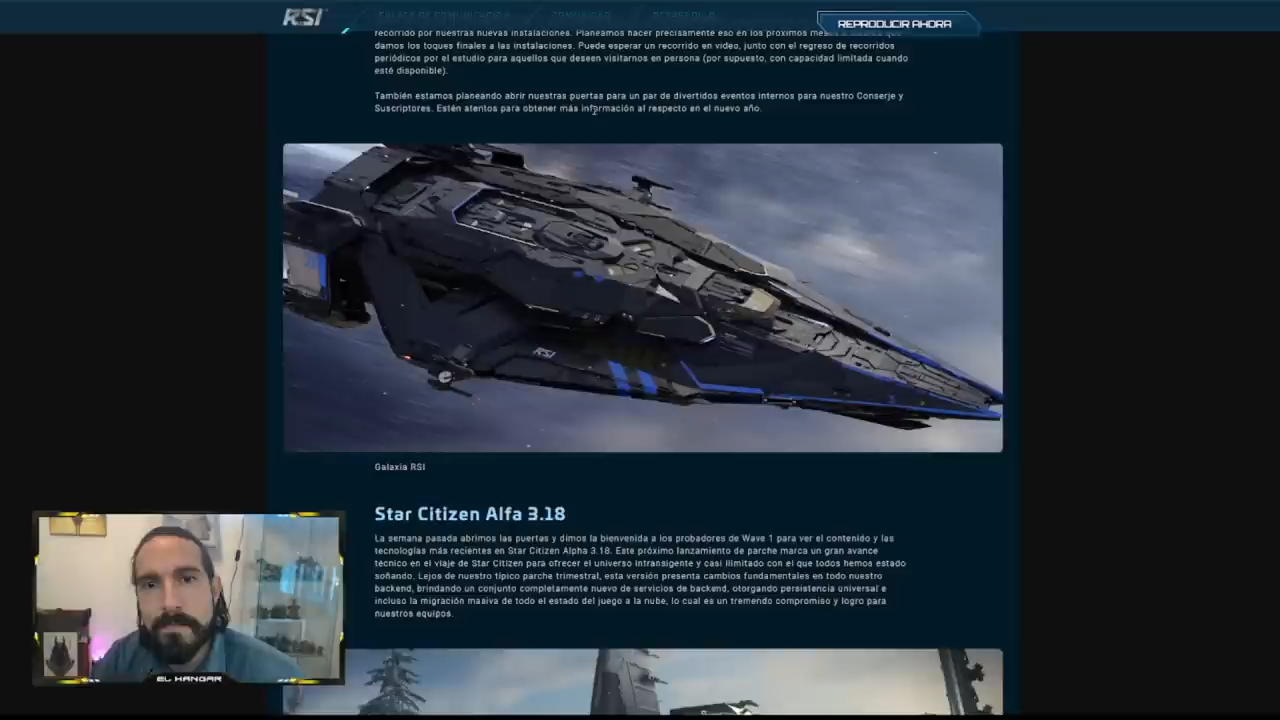 RSI
ENLACE DE COMUNICACIÓN COMUNIDAD DESARROLLO
REPRODUCIR AHORA
recorrido por nuestras nuevas instalaciones. Planeamos hacer precisamente eso en los próximos meses a medida que
damos los toques finales a las instalaciones. Puede esperar un recorrido en video, junto con el regreso de recorridos
periódicos por el estudio para aquellos que deseen visitarnos en persona (por supuesto, con capacidad limitada cuando
esté disponible).
También estamos planeando abrir nuestras puertas para un par de divertidos eventos internos para nuestro Conserje y
Suscriptores. Estén atentos para obtener más información al respecto en el nuevo año.
RSI
Galaxia RSI
Star Citizen Alfa 3.18
La semana pasada abrimos las puertas y dimos la bienvenida a los probadores de Wave 1 para ver el contenido y las
tecnologías más recientes en Star Citizen Alpha 3.18. Este próximo lanzamiento de parche marca un gran avance
técnico en el viaje de Star Citizen para ofrecer el universo intransigente y casi ilimitado con el que todos hemos estado
soñando. Lejos de nuestro típico parche trimestral, esta versión presenta cambios fundamentales en todo nuestro
backend, brindando un conjunto completamente nuevo de servicios de backend, otorgando persistencia universal e
incluso la migración masiva de todo el estado del juego a la nube, lo cual es un tremendo compromiso y logro para
nuestros equipos.
EL HANGAR